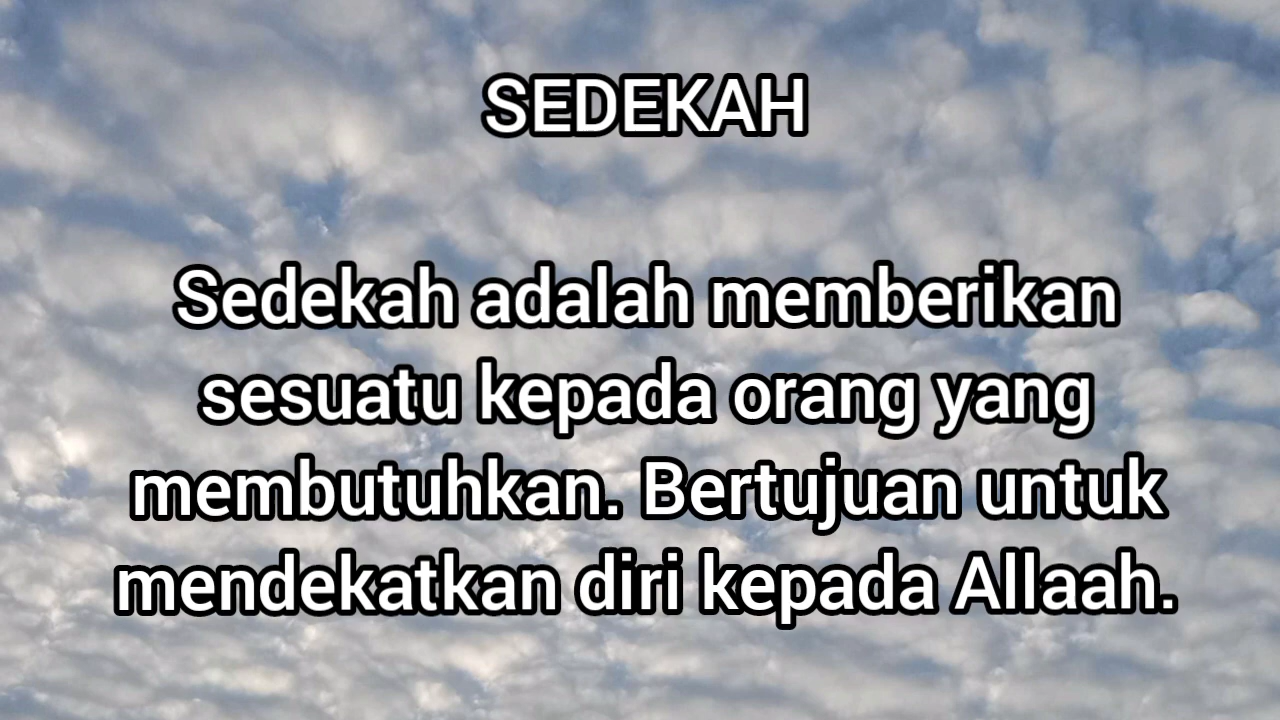 SEDEKAH
Sedekah adalah memberikan
sesuatu kepada orang yang
membutuhkan. Bertujuan untuk
mendekatkan diri kepada Allaah.